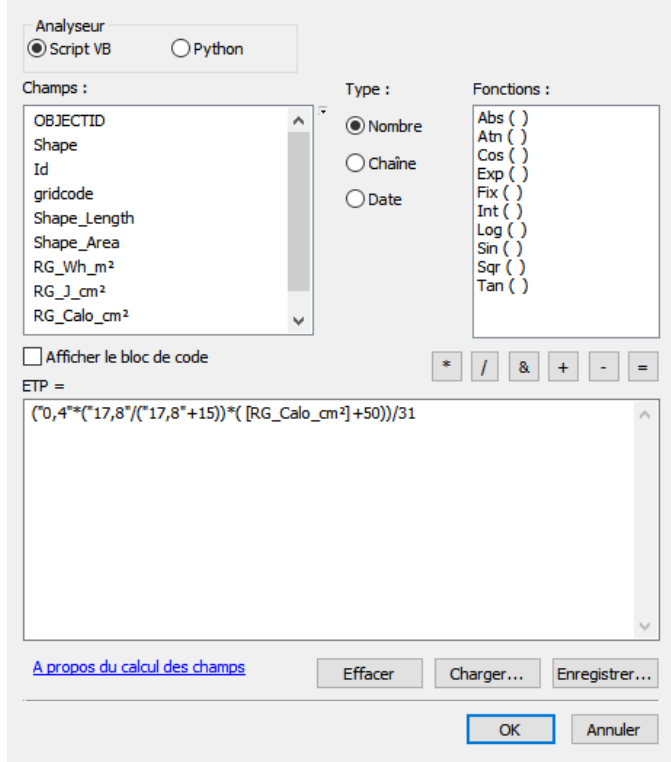 Analyseur
Script VB
Python
Champs :
Type :
Fonctions :
OBJECTID
Shape
Id
gridcode
Shape_Length
Shape_Area
RG_Wh_m²
RG_J_cm²
RG_Calo_cm²
Nombre
Chaîne
Date
Abs ( )
Atn ( )
Cos ( )
Exp ( )
Fix ( )
Int ( )
Log ( )
Sin ( )
Sqr ( )
Tan ( )
Afficher le bloc de code
* / & + - =
ETP =
("0,4"*("17,8"/("17,8"+15))*( [RG_Calo_cm²]+50))/31
A propos du calcul des champs
Effacer
Charger...
Enregistrer...
OK
Annuler